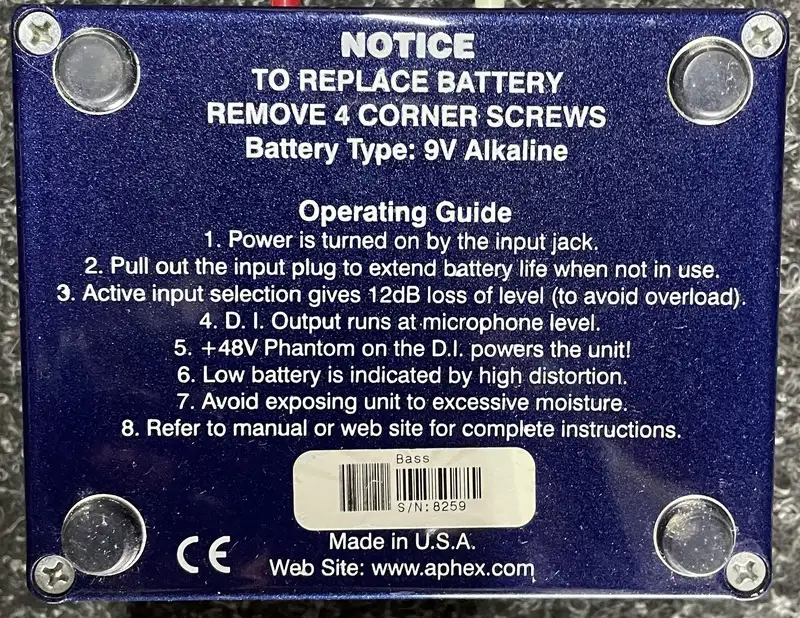 NOTICE
TO REPLACE BATTERY
REMOVE 4 CORNER SCREWS
Battery Type: 9V Alkaline
Operating Guide
1. Power is turned on by the input jack.
2. Pull out the input plug to extend battery life when not in use.
3. Active input selection gives 12dB loss of level (to avoid overload).
4. D. I. Output runs at microphone level.
5. +48V Phantom on the D.I. powers the unit!
6. Low battery is indicated by high distortion.
7. Avoid exposing unit to excessive moisture.
8. Refer to manual or web site for complete instructions.
Bass
S/N:8259
CE
Made in U.S.A.
Web Site: www.aphex.com